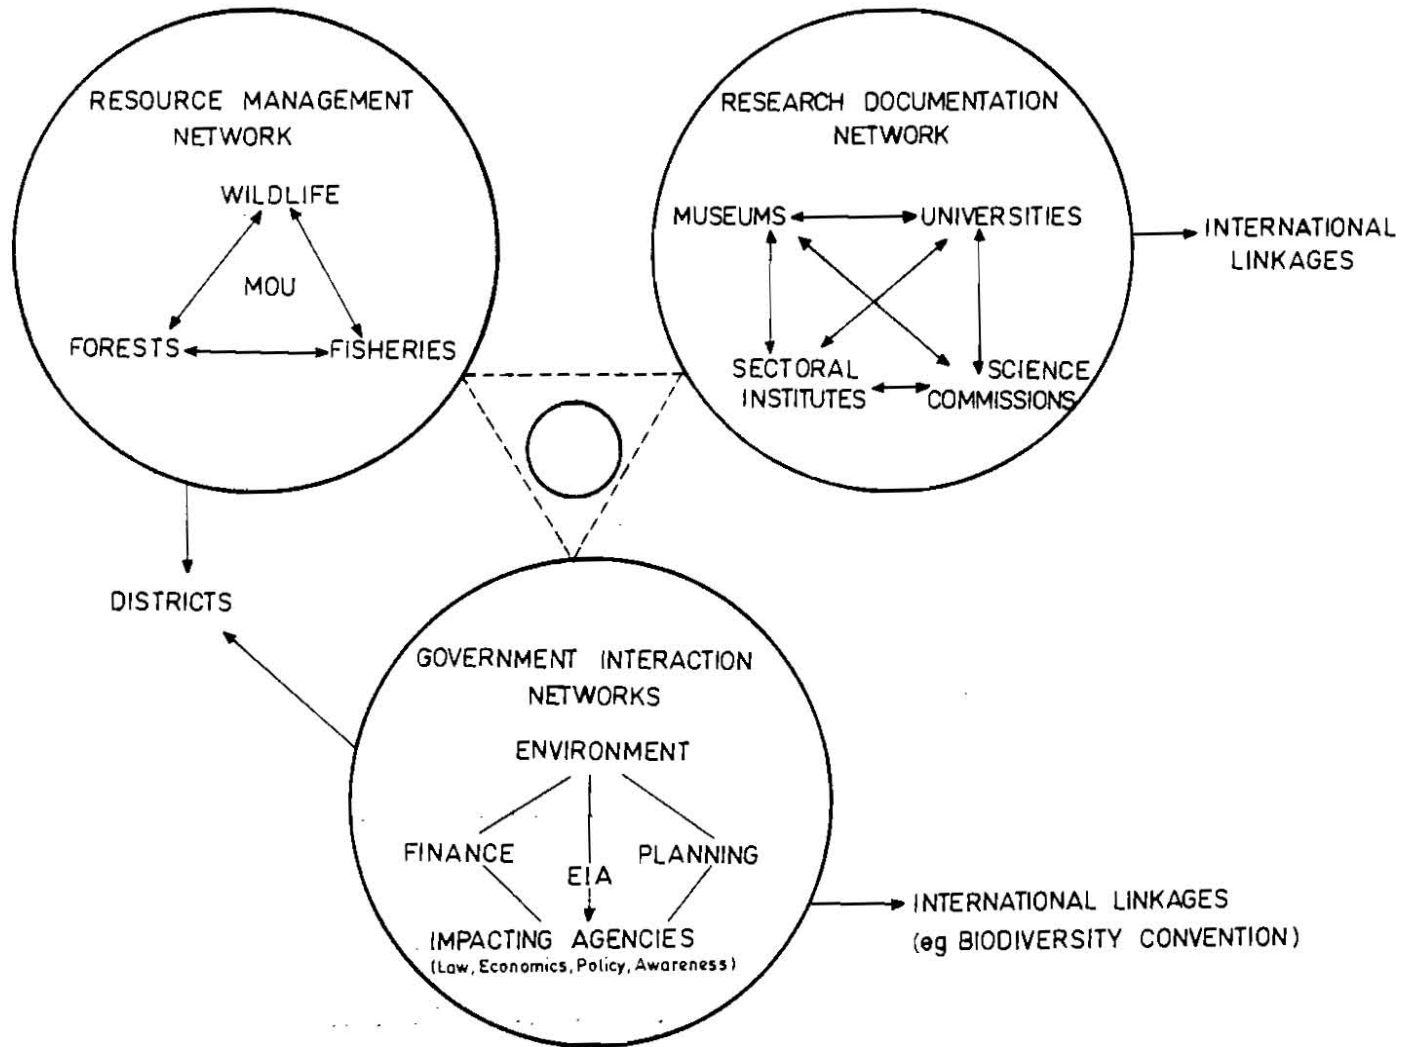 RESOURCE MANAGEMENT
NETWORK
WILDLIFE
MOU
FORESTS
FISHERIES
RESEARCH DOCUMENTATION
NETWORK
MUSEUMS
UNIVERSITIES
SECTORAL
INSTITUTES
SCIENCE
COMMISSIONS
INTERNATIONAL
LINKAGES
DISTRICTS
GOVERNMENT INTERACTION
NETWORKS
ENVIRONMENT
FINANCE
PLANNING
EIA
IMPACTING AGENCIES
(Law, Economics, Policy, Awareness)
INTERNATIONAL LINKAGES
(eg BIODIVERSITY CONVENTION)